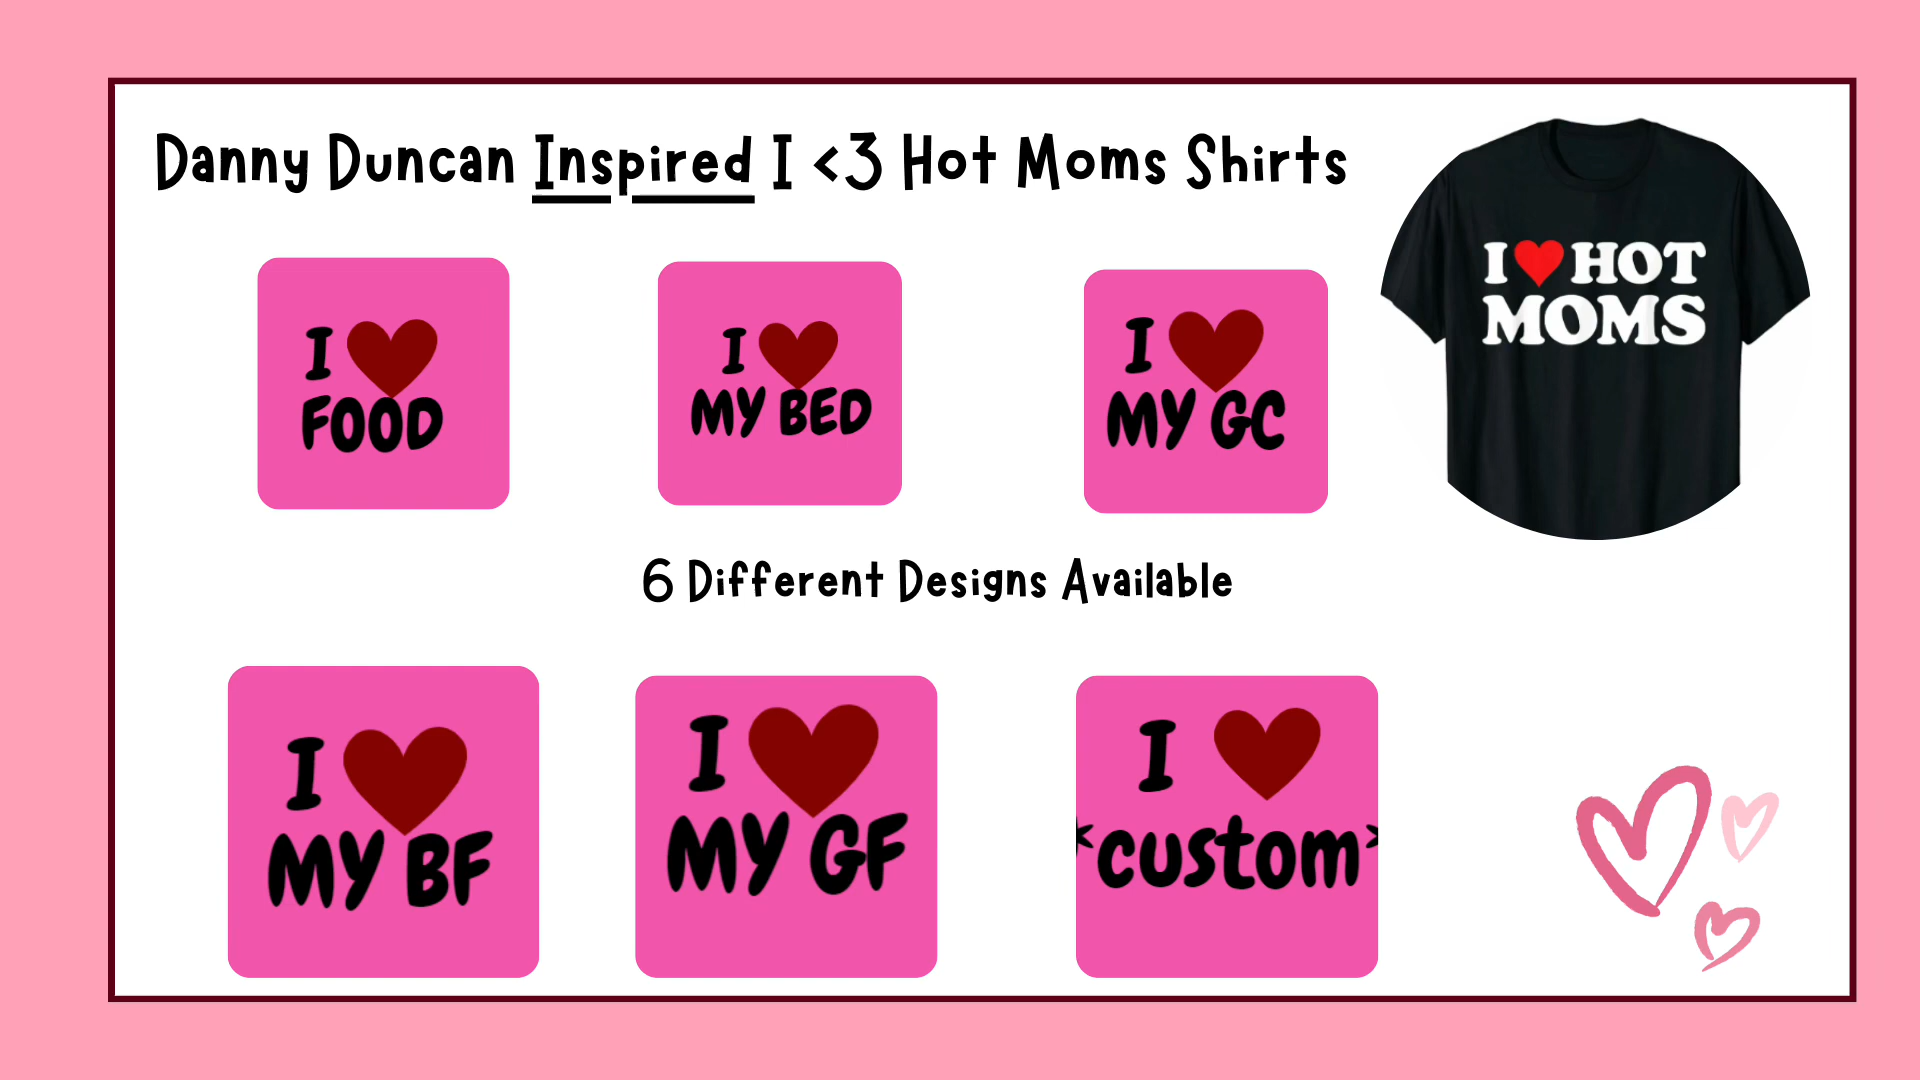 Danny Duncan Inspired I <3 Hot Moms Shirts
I ❤ HOT
MOMS
I ❤
FOOD
I ❤
MY BED
I ❤
MY GC
6 Different Designs Available
I ❤
MY BF
I ❤
MY GF
I ❤
*custom*